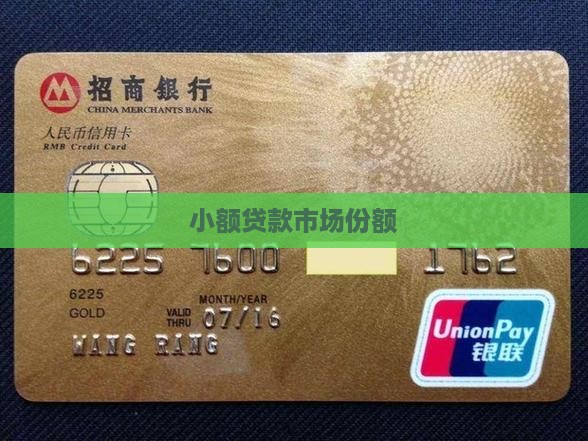 招商銀行
CHINA MERCHANTS BANK
人民币信用卡
RMB Credit Card
小额贷款市场份额
6225 7600 1762
6225
MONTH/YEAR
GOLD VALID THRU 07/16
WANG RANG
UnionPay
银联